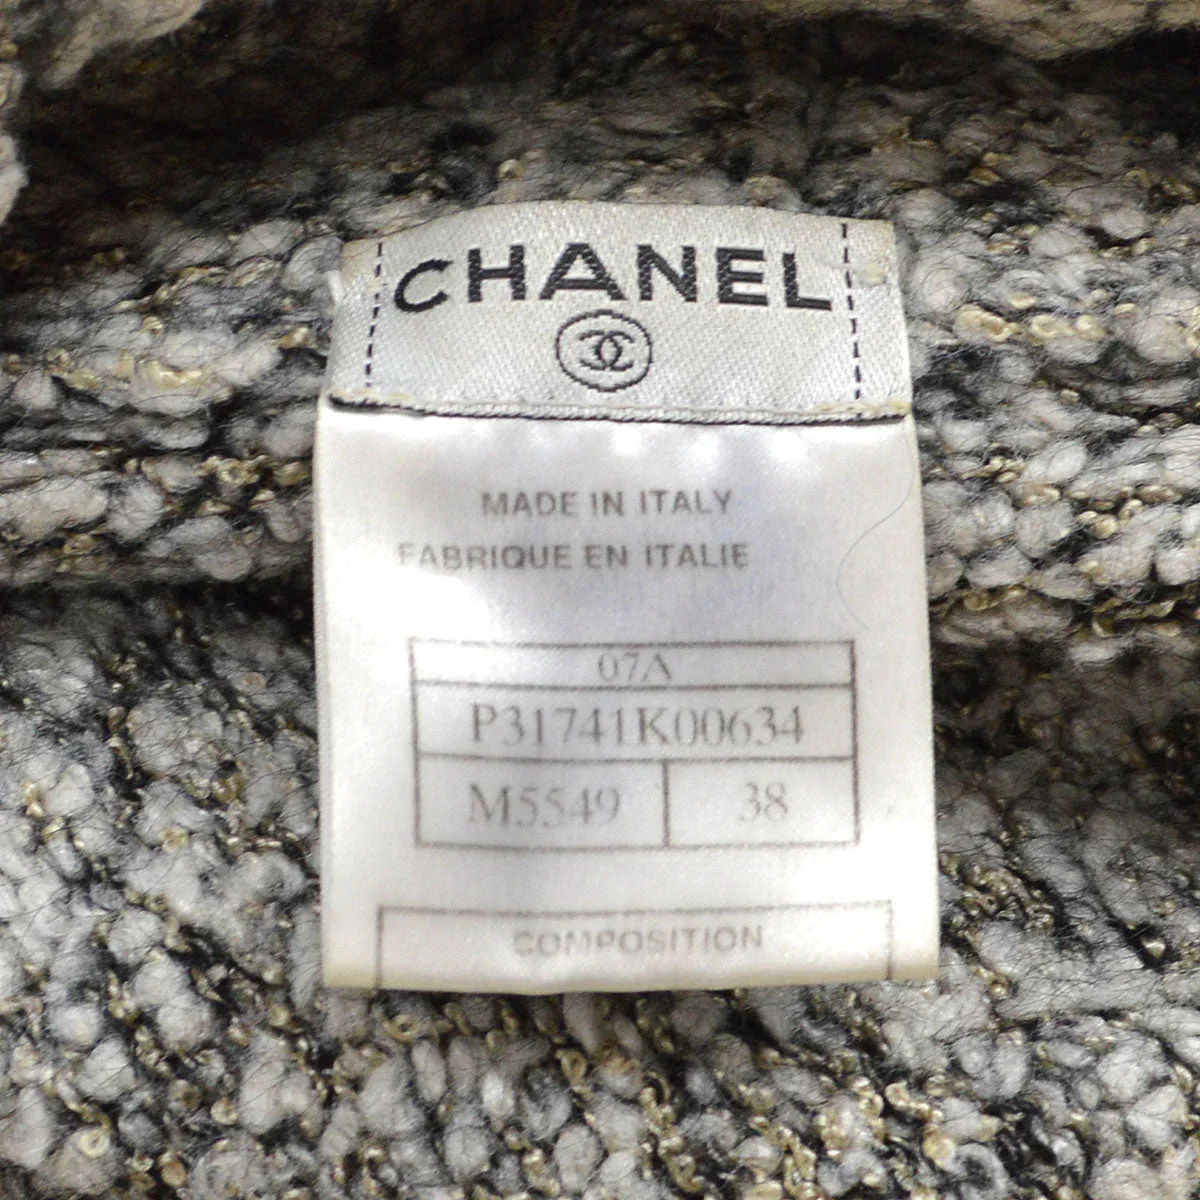 CHANEL
MADE IN ITALY
FABRIQUE EN ITALIE
07A
P31741K00634
M5549 38
COMPOSITION